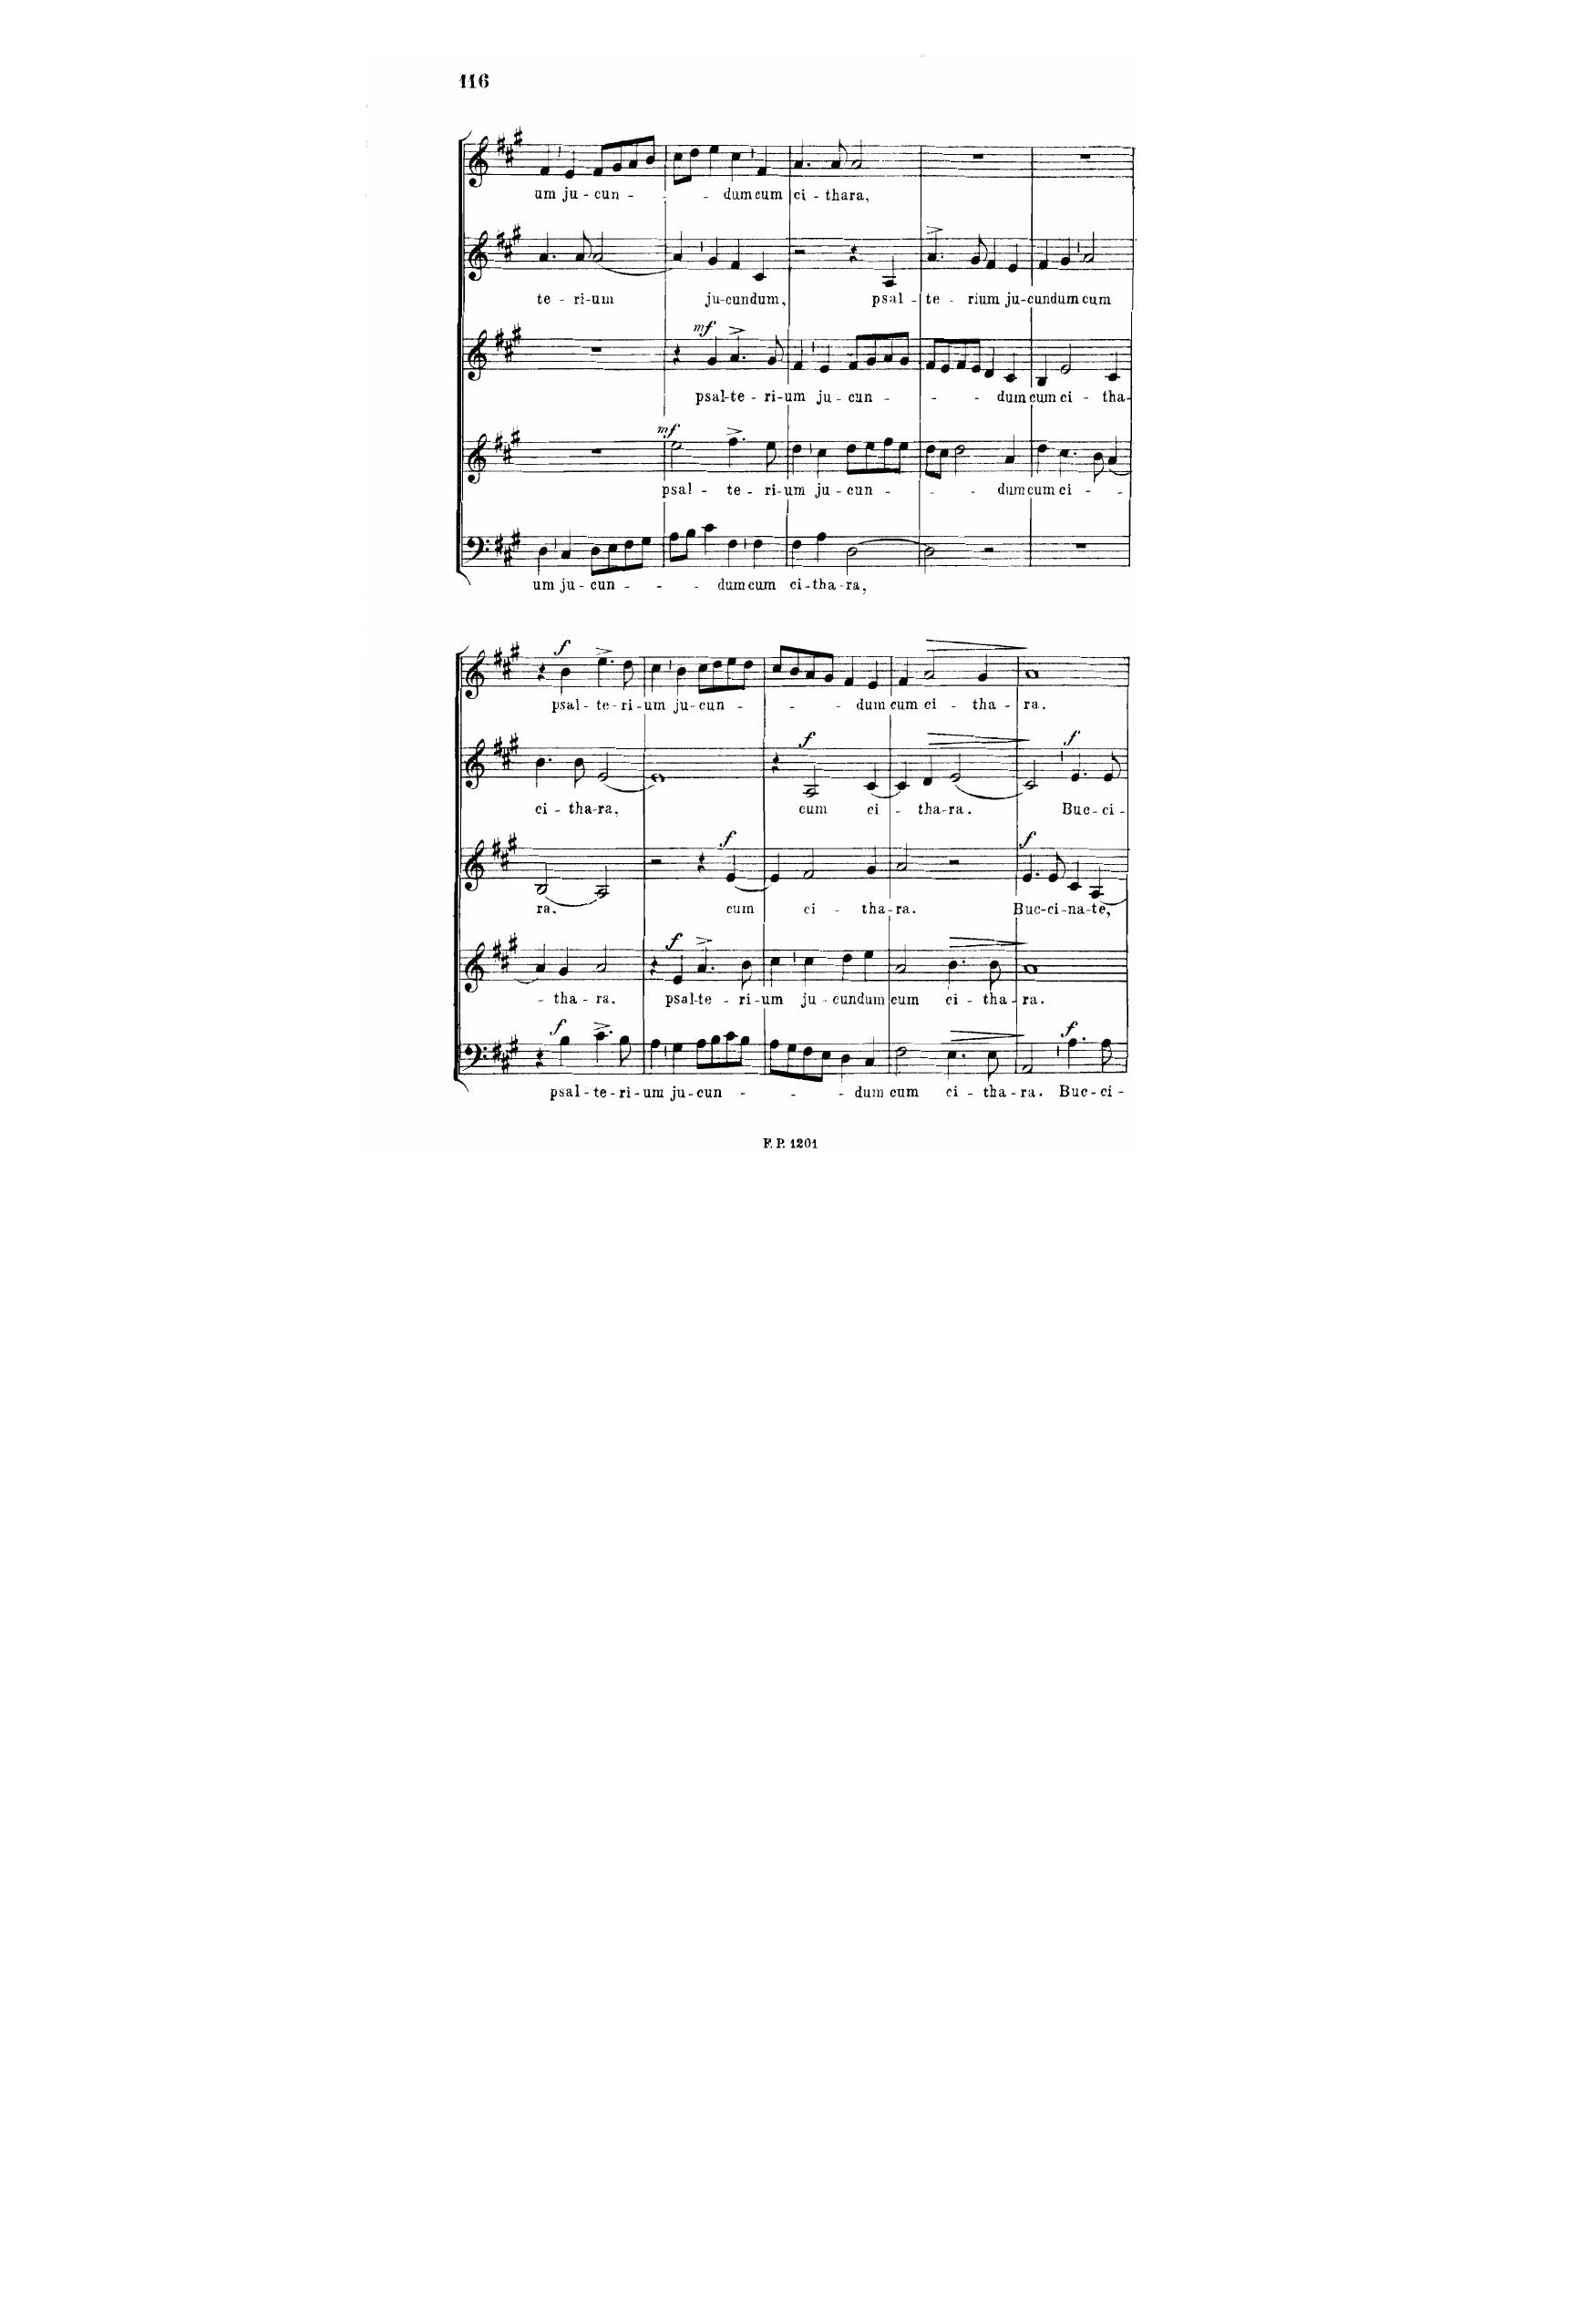 116
um ju - cun - - - dum cum ci - thara,
te - ri-um ju-cundum, psal - te - rium ju-cundum cum
mf
psal-te - ri-um ju - cun - - - dum cum ci - tha-
mf
psal - te - ri-um ju - cun - - - dum cum ci - -
um ju - cun - - - dum cum ci - tha - ra,
f
psal - te - ri - um ju - cun - - - dum cum ci - tha - ra.
f f
ci - tha-ra, cum ci - tha-ra. Buc - ci -
f f
ra. cum ci - tha - ra. Buc-ci-na-te,
f
- tha - ra. psal-te - ri-um ju - cundum cum ci - tha - ra.
f f
psal - te - ri - um ju - cun - - - dum cum ci - tha - ra. Buc - ci -
F. P. 1201